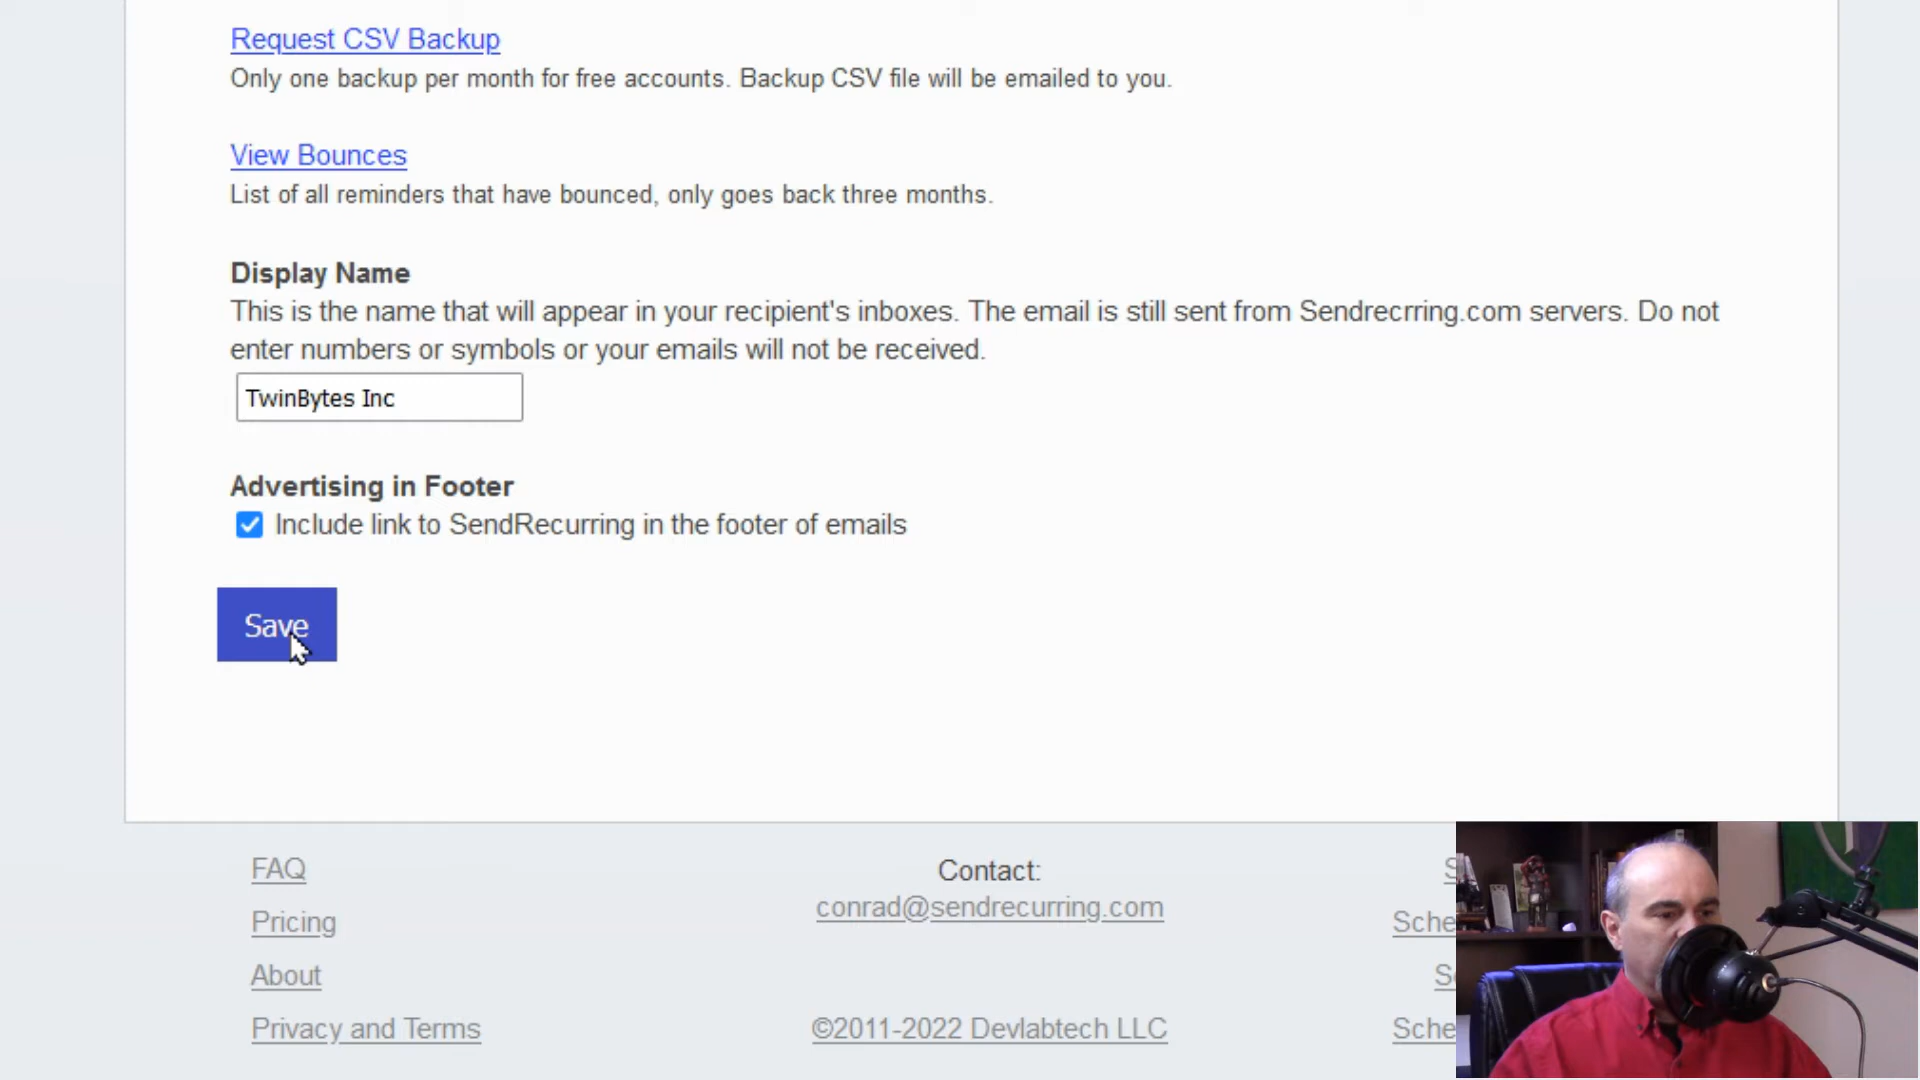 Request CSV Backup
Only one backup per month for free accounts. Backup CSV file will be emailed to you.
View Bounces
List of all reminders that have bounced, only goes back three months.
Display Name
This is the name that will appear in your recipient's inboxes. The email is still sent from Sendrecrring.com servers. Do not
enter numbers or symbols or your emails will not be received.
TwinBytes Inc
Advertising in Footer
Include link to SendRecurring in the footer of emails
Save
FAQ
Pricing
About
Privacy and Terms
Contact:
conrad@sendrecurring.com
©2011-2022 Devlabtech LLC